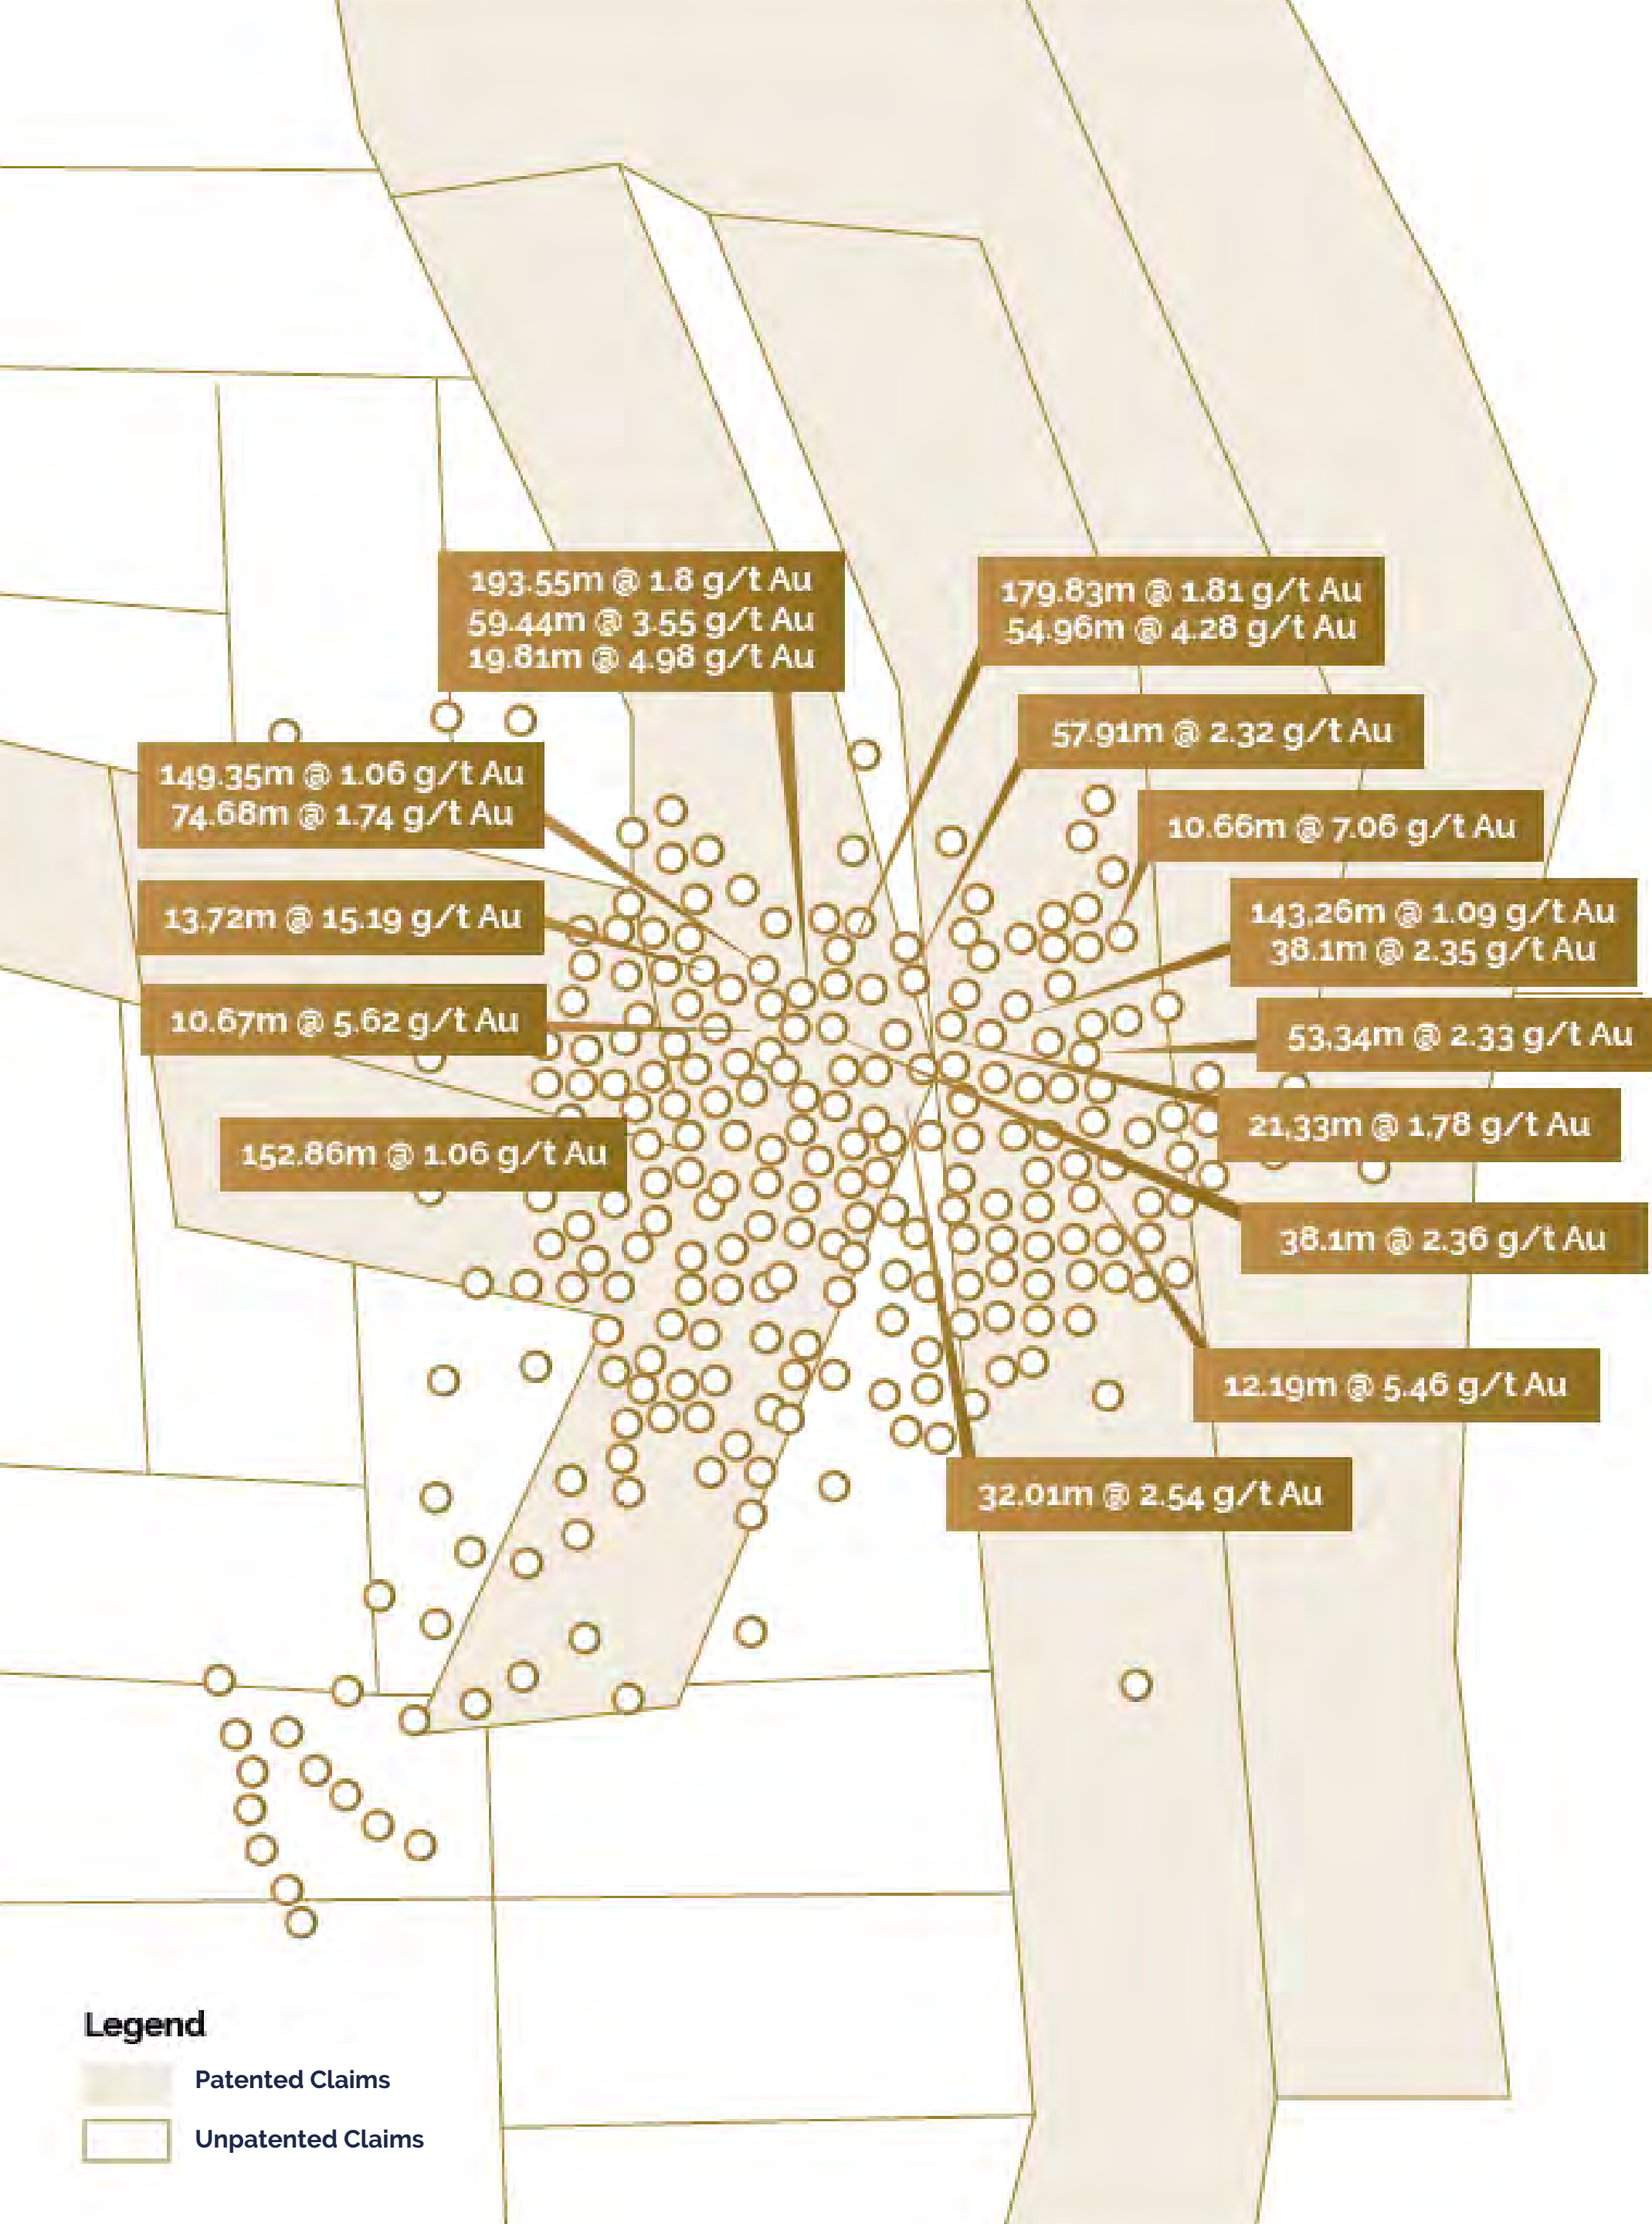 193.55m @ 1.8 g/t Au
59.44m @ 3.55 g/t Au
19.81m @ 4.98 g/t Au
179.83m @ 1.81 g/t Au
54.96m @ 4.28 g/t Au
57.91m @ 2.32 g/t Au
149.35m @ 1.06 g/t Au
74.68m @ 1.74 g/t Au
10.66m @ 7.06 g/t Au
13.72m @ 15.19 g/t Au
143,26m @ 1.09 g/t Au
38.1m @ 2.35 g/t Au
10.67m @ 5.62 g/t Au
53,34m @ 2.33 g/t Au
21,33m @ 1,78 g/t Au
152.86m @ 1.06 g/t Au
38.1m @ 2.36 g/t Au
12.19m @ 5.46 g/t Au
32.01m @ 2.54 g/t Au
Legend
Patented Claims
Unpatented Claims